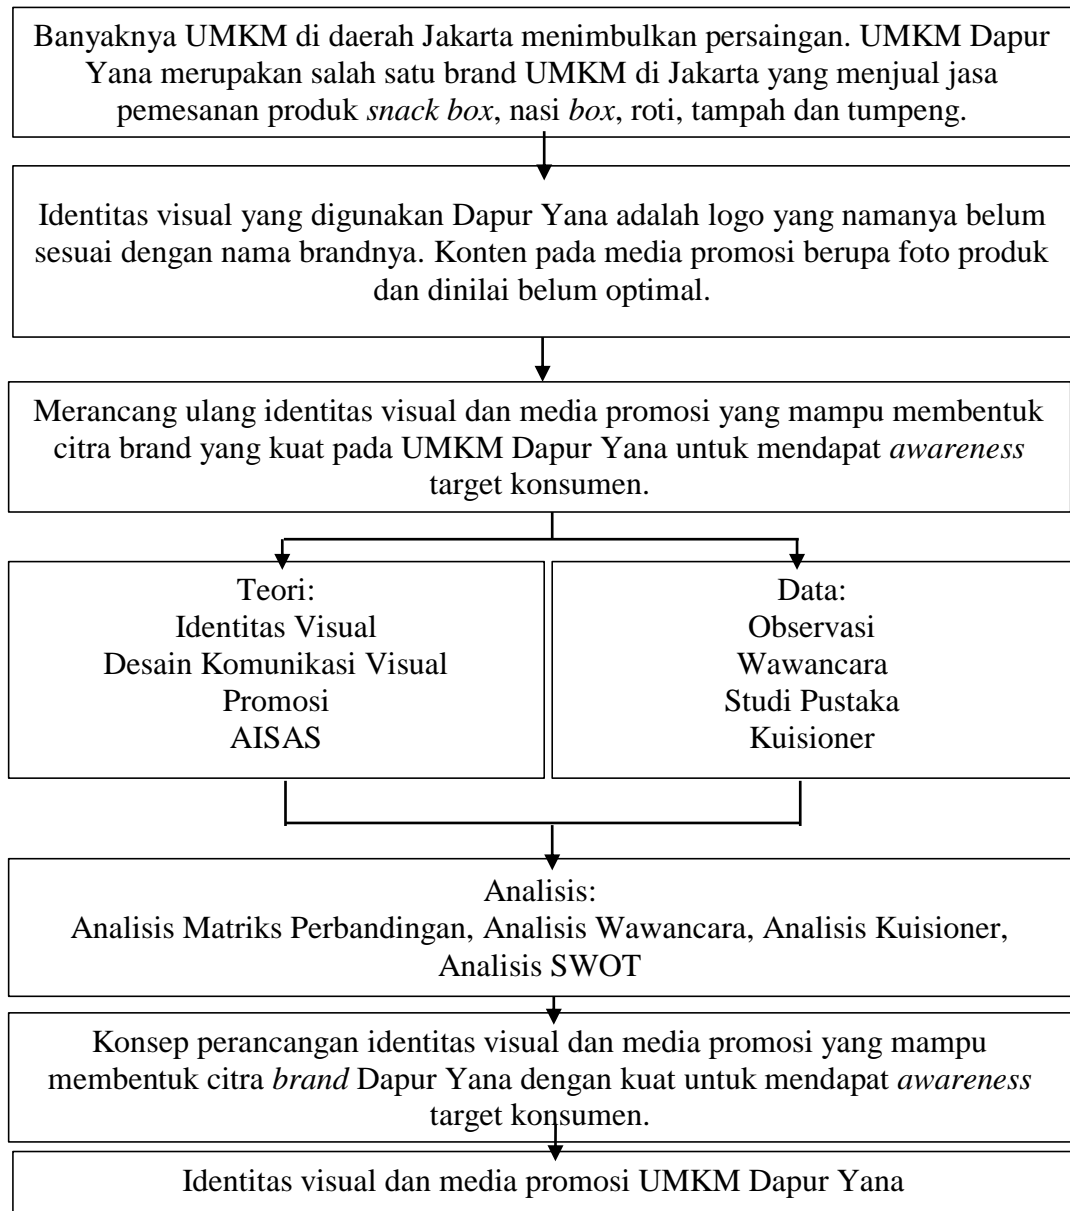 Banyaknya UMKM di daerah Jakarta menimbulkan persaingan. UMKM Dapur
Yana merupakan salah satu brand UMKM di Jakarta yang menjual jasa
pemesanan produk snack box, nasi box, roti, tampah dan tumpeng.
Identitas visual yang digunakan Dapur Yana adalah logo yang namanya belum
sesuai dengan nama brandnya. Konten pada media promosi berupa foto produk
dan dinilai belum optimal.
Merancang ulang identitas visual dan media promosi yang mampu membentuk
citra brand yang kuat pada UMKM Dapur Yana untuk mendapat awareness
target konsumen.
Teori:
Identitas Visual
Desain Komunikasi Visual
Promosi
AISAS
Data:
Observasi
Wawancara
Studi Pustaka
Kuisioner
Analisis:
Analisis Matriks Perbandingan, Analisis Wawancara, Analisis Kuisioner,
Analisis SWOT
Konsep perancangan identitas visual dan media promosi yang mampu
membentuk citra brand Dapur Yana dengan kuat untuk mendapat awareness
target konsumen.
Identitas visual dan media promosi UMKM Dapur Yana